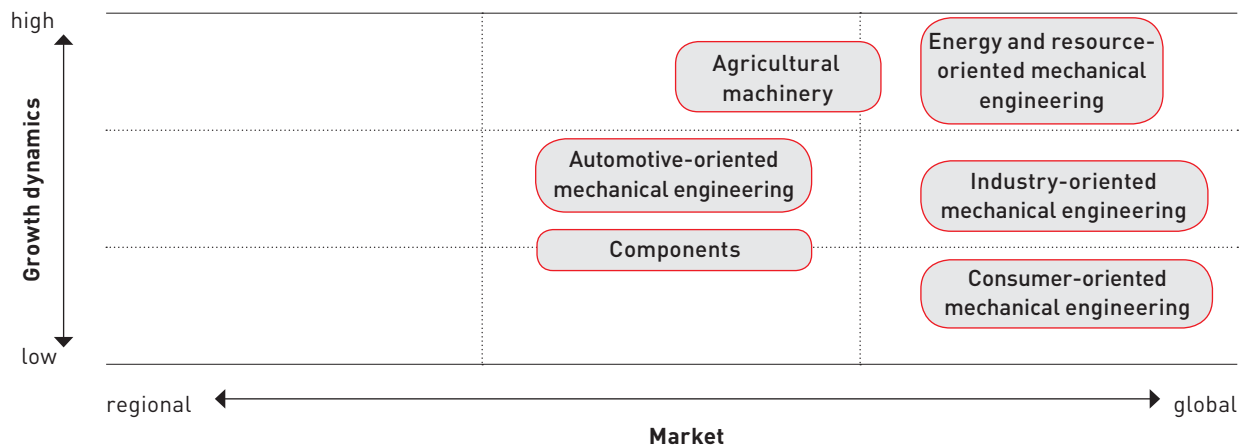 high
Growth dynamics
low
Agricultural
machinery
Energy and resource-
oriented mechanical
engineering
Automotive-oriented
mechanical engineering
Industry-oriented
mechanical engineering
Components
Consumer-oriented
mechanical engineering
regional
global
Market